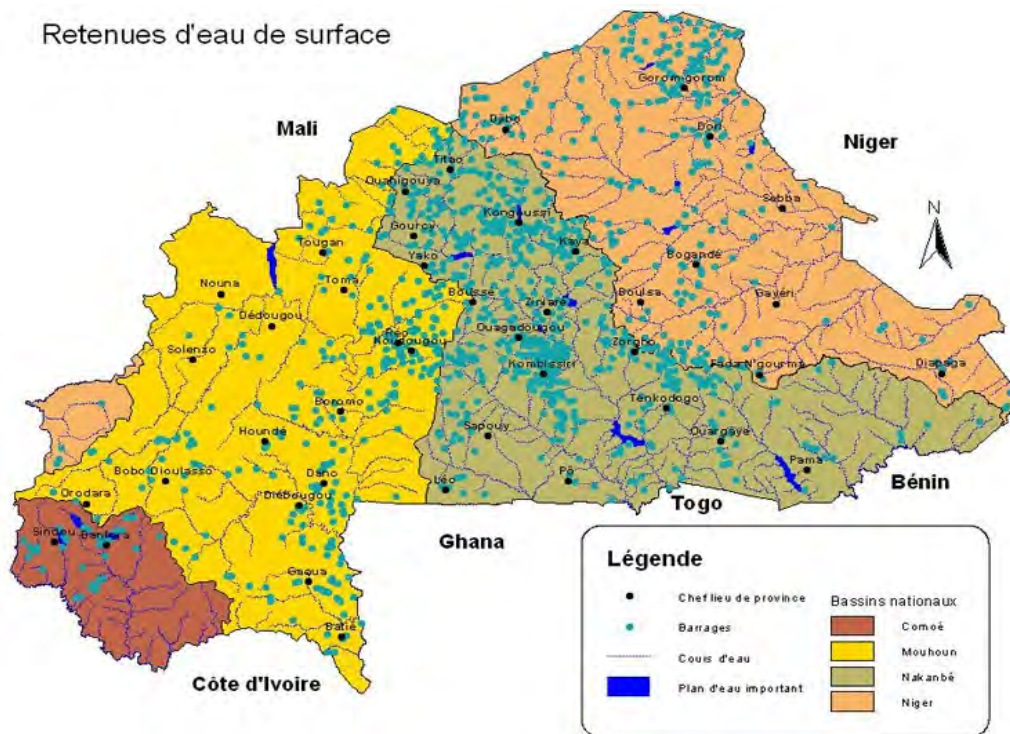 Retenues d'eau de surface
Mali
Niger
N
Gorom-gorom
Djibo
Dori
Titao
Ouahigouya
Sebba
Kongoussi
Gourcy
Tougan
Kaya
Yako
Bogandé
Nouna
Toma
Boussé
Ziniaré
Boulsa
Gayéri
Dédougou
Réo
Ouagadougou
Koudougou
Zorgho
Solenzo
Kombissiri
Fada N'gourma
Diapaga
Boromo
Tenkodogo
Houndé
Sapouy
Ouargaye
Bobo Dioulasso
Dano
Léo
Pô
Pama
Orodara
Diébougou
Bénin
Togo
Sindou
Banfora
Ghana
Gaoua
Batié
Côte d'Ivoire
Légende
Chef lieu de province
Barrages
Cours d'eau
Plan d'eau important
Bassins nationaux
Comoé
Mouhoun
Nakanbé
Niger